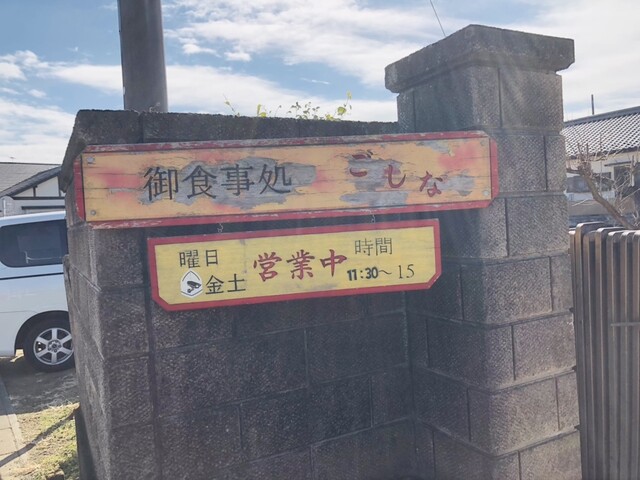 御食事処 ごしな
曜日 営業中 時間
金土 11:30～15